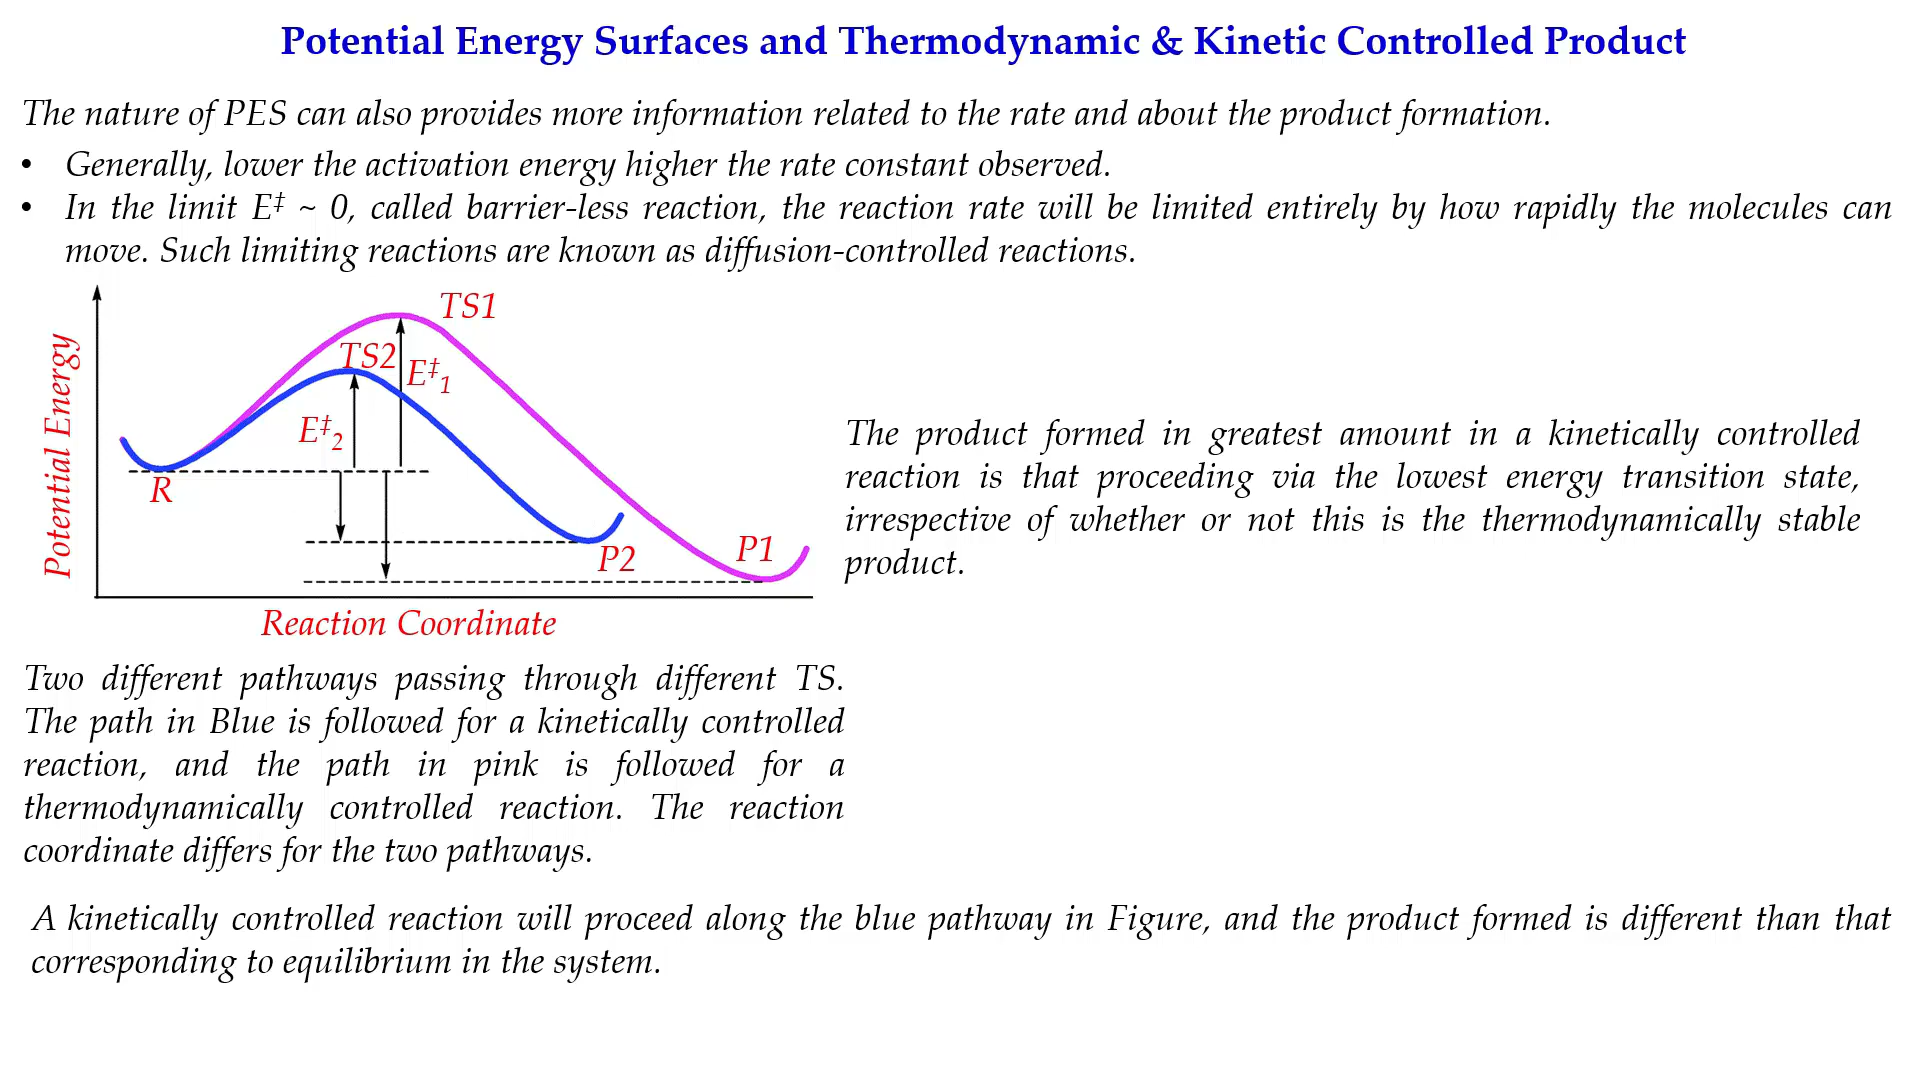 Potential Energy Surfaces and Thermodynamic & Kinetic Controlled Product
The nature of PES can also provides more information related to the rate and about the product formation.
• Generally, lower the activation energy higher the rate constant observed.
• In the limit E‡ ~ 0, called barrier-less reaction, the reaction rate will be limited entirely by how rapidly the molecules can
move. Such limiting reactions are known as diffusion-controlled reactions.
Potential Energy
TS1
TS2
E‡1
E‡2
R
P2
P1
Reaction Coordinate
The product formed in greatest amount in a kinetically controlled
reaction is that proceeding via the lowest energy transition state,
irrespective of whether or not this is the thermodynamically stable
product.
Two different pathways passing through different TS.
The path in Blue is followed for a kinetically controlled
reaction, and the path in pink is followed for a
thermodynamically controlled reaction. The reaction
coordinate differs for the two pathways.
A kinetically controlled reaction will proceed along the blue pathway in Figure, and the product formed is different than that
corresponding to equilibrium in the system.